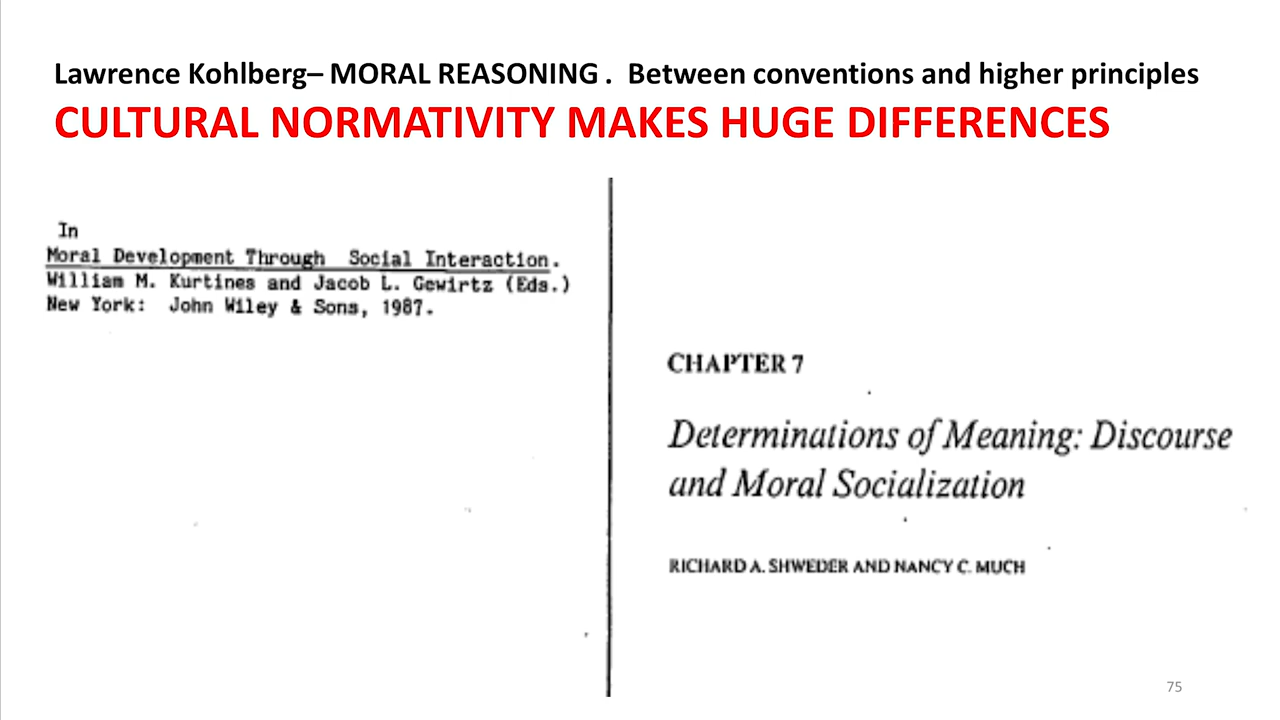 Lawrence Kohlberg– MORAL REASONING . Between conventions and higher principles
CULTURAL NORMATIVITY MAKES HUGE DIFFERENCES
In
Moral Development Through Social Interaction.
William M. Kurtines and Jacob L. Gewirtz (Eds.)
New York: John Wiley & Sons, 1987.
CHAPTER 7
Determinations of Meaning: Discourse
and Moral Socialization
RICHARD A. SHWEDER AND NANCY C. MUCH
75